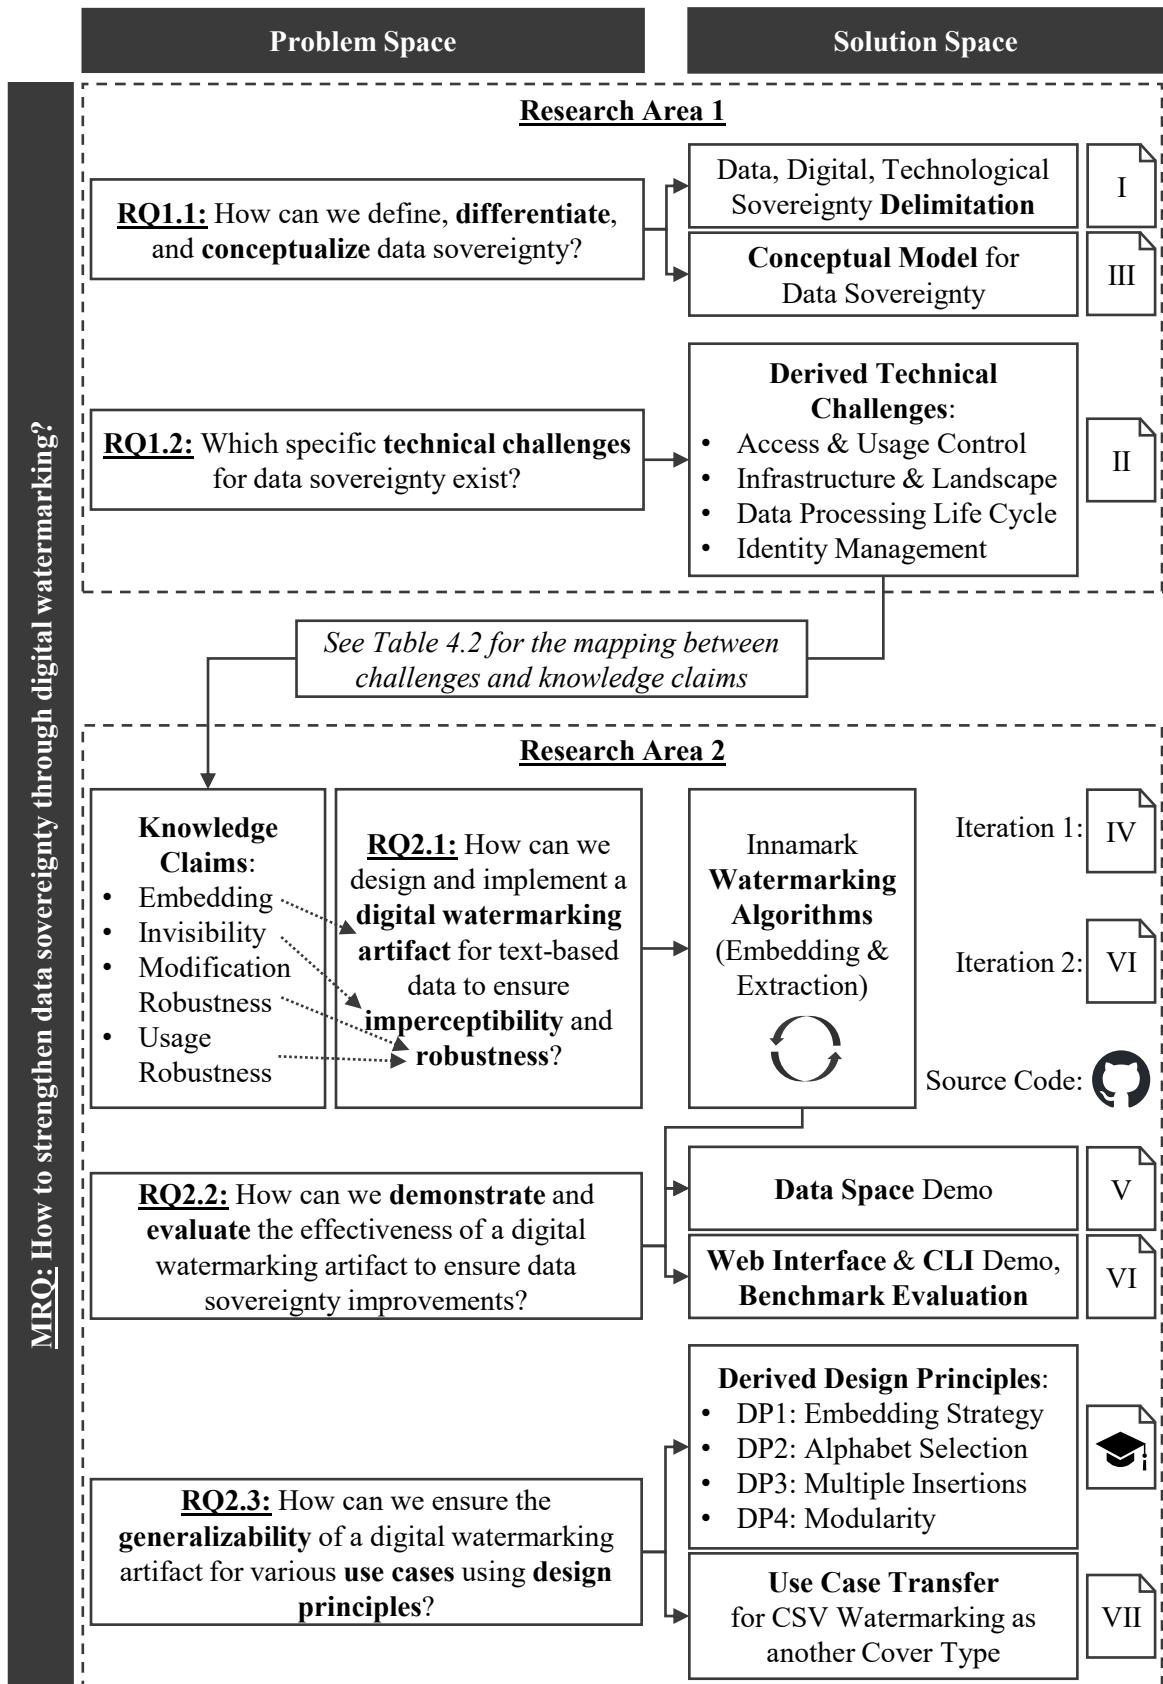 Problem Space
Solution Space
MRQ: How to strengthen data sovereignty through digital watermarking?
Research Area 1
RQ1.1: How can we define, differentiate,
and conceptualize data sovereignty?
Data, Digital, Technological
Sovereignty Delimitation
I
Conceptual Model for
Data Sovereignty
III
RQ1.2: Which specific technical challenges
for data sovereignty exist?
Derived Technical
Challenges:
• Access & Usage Control
• Infrastructure & Landscape
• Data Processing Life Cycle
• Identity Management
II
See Table 4.2 for the mapping between
challenges and knowledge claims
Research Area 2
Knowledge
Claims:
• Embedding
• Invisibility
• Modification
Robustness
• Usage
Robustness
RQ2.1: How can we
design and implement a
digital watermarking
artifact for text-based
data to ensure
imperceptibility and
robustness?
Innamark
Watermarking
Algorithms
(Embedding &
Extraction)
Iteration 1:
IV
Iteration 2:
VI
Source Code:
RQ2.2: How can we demonstrate and
evaluate the effectiveness of a digital
watermarking artifact to ensure data
sovereignty improvements?
Data Space Demo
V
Web Interface & CLI Demo,
Benchmark Evaluation
VI
RQ2.3: How can we ensure the
generalizability of a digital watermarking
artifact for various use cases using design
principles?
Derived Design Principles:
• DP1: Embedding Strategy
• DP2: Alphabet Selection
• DP3: Multiple Insertions
• DP4: Modularity
Use Case Transfer
for CSV Watermarking as
another Cover Type
VII